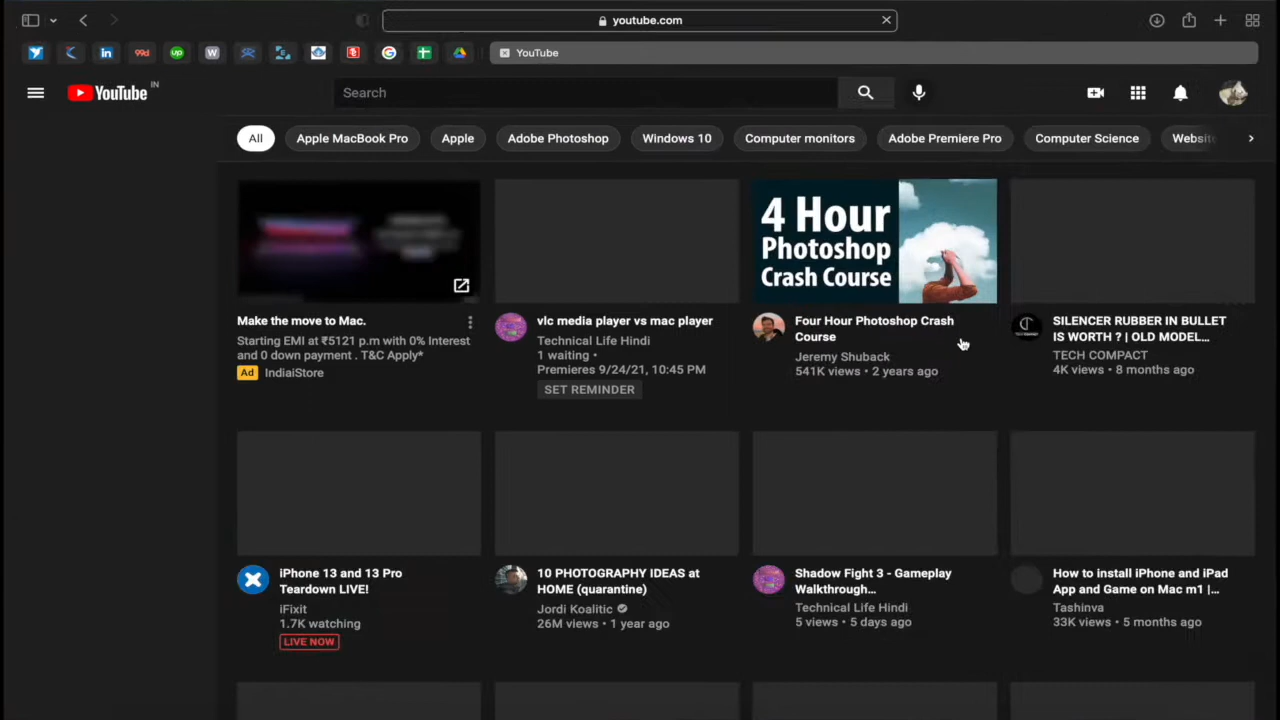 youtube.com
in
99d
up
W
E
G
YouTube
YouTube IN
Search
All
Apple MacBook Pro
Apple
Adobe Photoshop
Windows 10
Computer monitors
Adobe Premiere Pro
Computer Science
Website
4 Hour
Photoshop
Crash Course
Make the move to Mac.
Starting EMI at ₹5121 p.m with 0% Interest
and 0 down payment . T&C Apply*
Ad IndiaiStore
vlc media player vs mac player
Technical Life Hindi
1 waiting •
Premieres 9/24/21, 10:45 PM
SET REMINDER
Four Hour Photoshop Crash
Course
Jeremy Shuback
541K views • 2 years ago
SILENCER RUBBER IN BULLET
IS WORTH ? | OLD MODEL...
TECH COMPACT
4K views • 8 months ago
iPhone 13 and 13 Pro
Teardown LIVE!
iFixit
1.7K watching
LIVE NOW
10 PHOTOGRAPHY IDEAS at
HOME (quarantine)
Jordi Koalitic
26M views • 1 year ago
Shadow Fight 3 - Gameplay
Walkthrough...
Technical Life Hindi
5 views • 5 days ago
How to install iPhone and iPad
App and Game on Mac m1 |...
Tashinva
33K views • 5 months ago